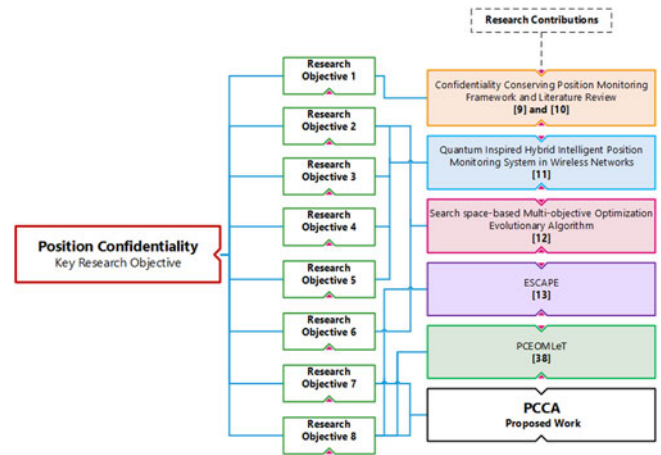 Research Contributions
Research
Objective 1
Confidentiality Conserving Position Monitoring
Framework and Literature Review
[9] and [10]
Research
Objective 2
Quantum Inspired Hybrid Intelligent Position
Monitoring System in Wireless Networks
[11]
Research
Objective 3
Research
Objective 4
Search space-based Multi-objective Optimization
Evolutionary Algorithm
[12]
Position Confidentiality
Key Research Objective
Research
Objective 5
ESCAPE
[13]
Research
Objective 6
PCEOMLeT
[38]
Research
Objective 7
PCCA
Proposed Work
Research
Objective 8